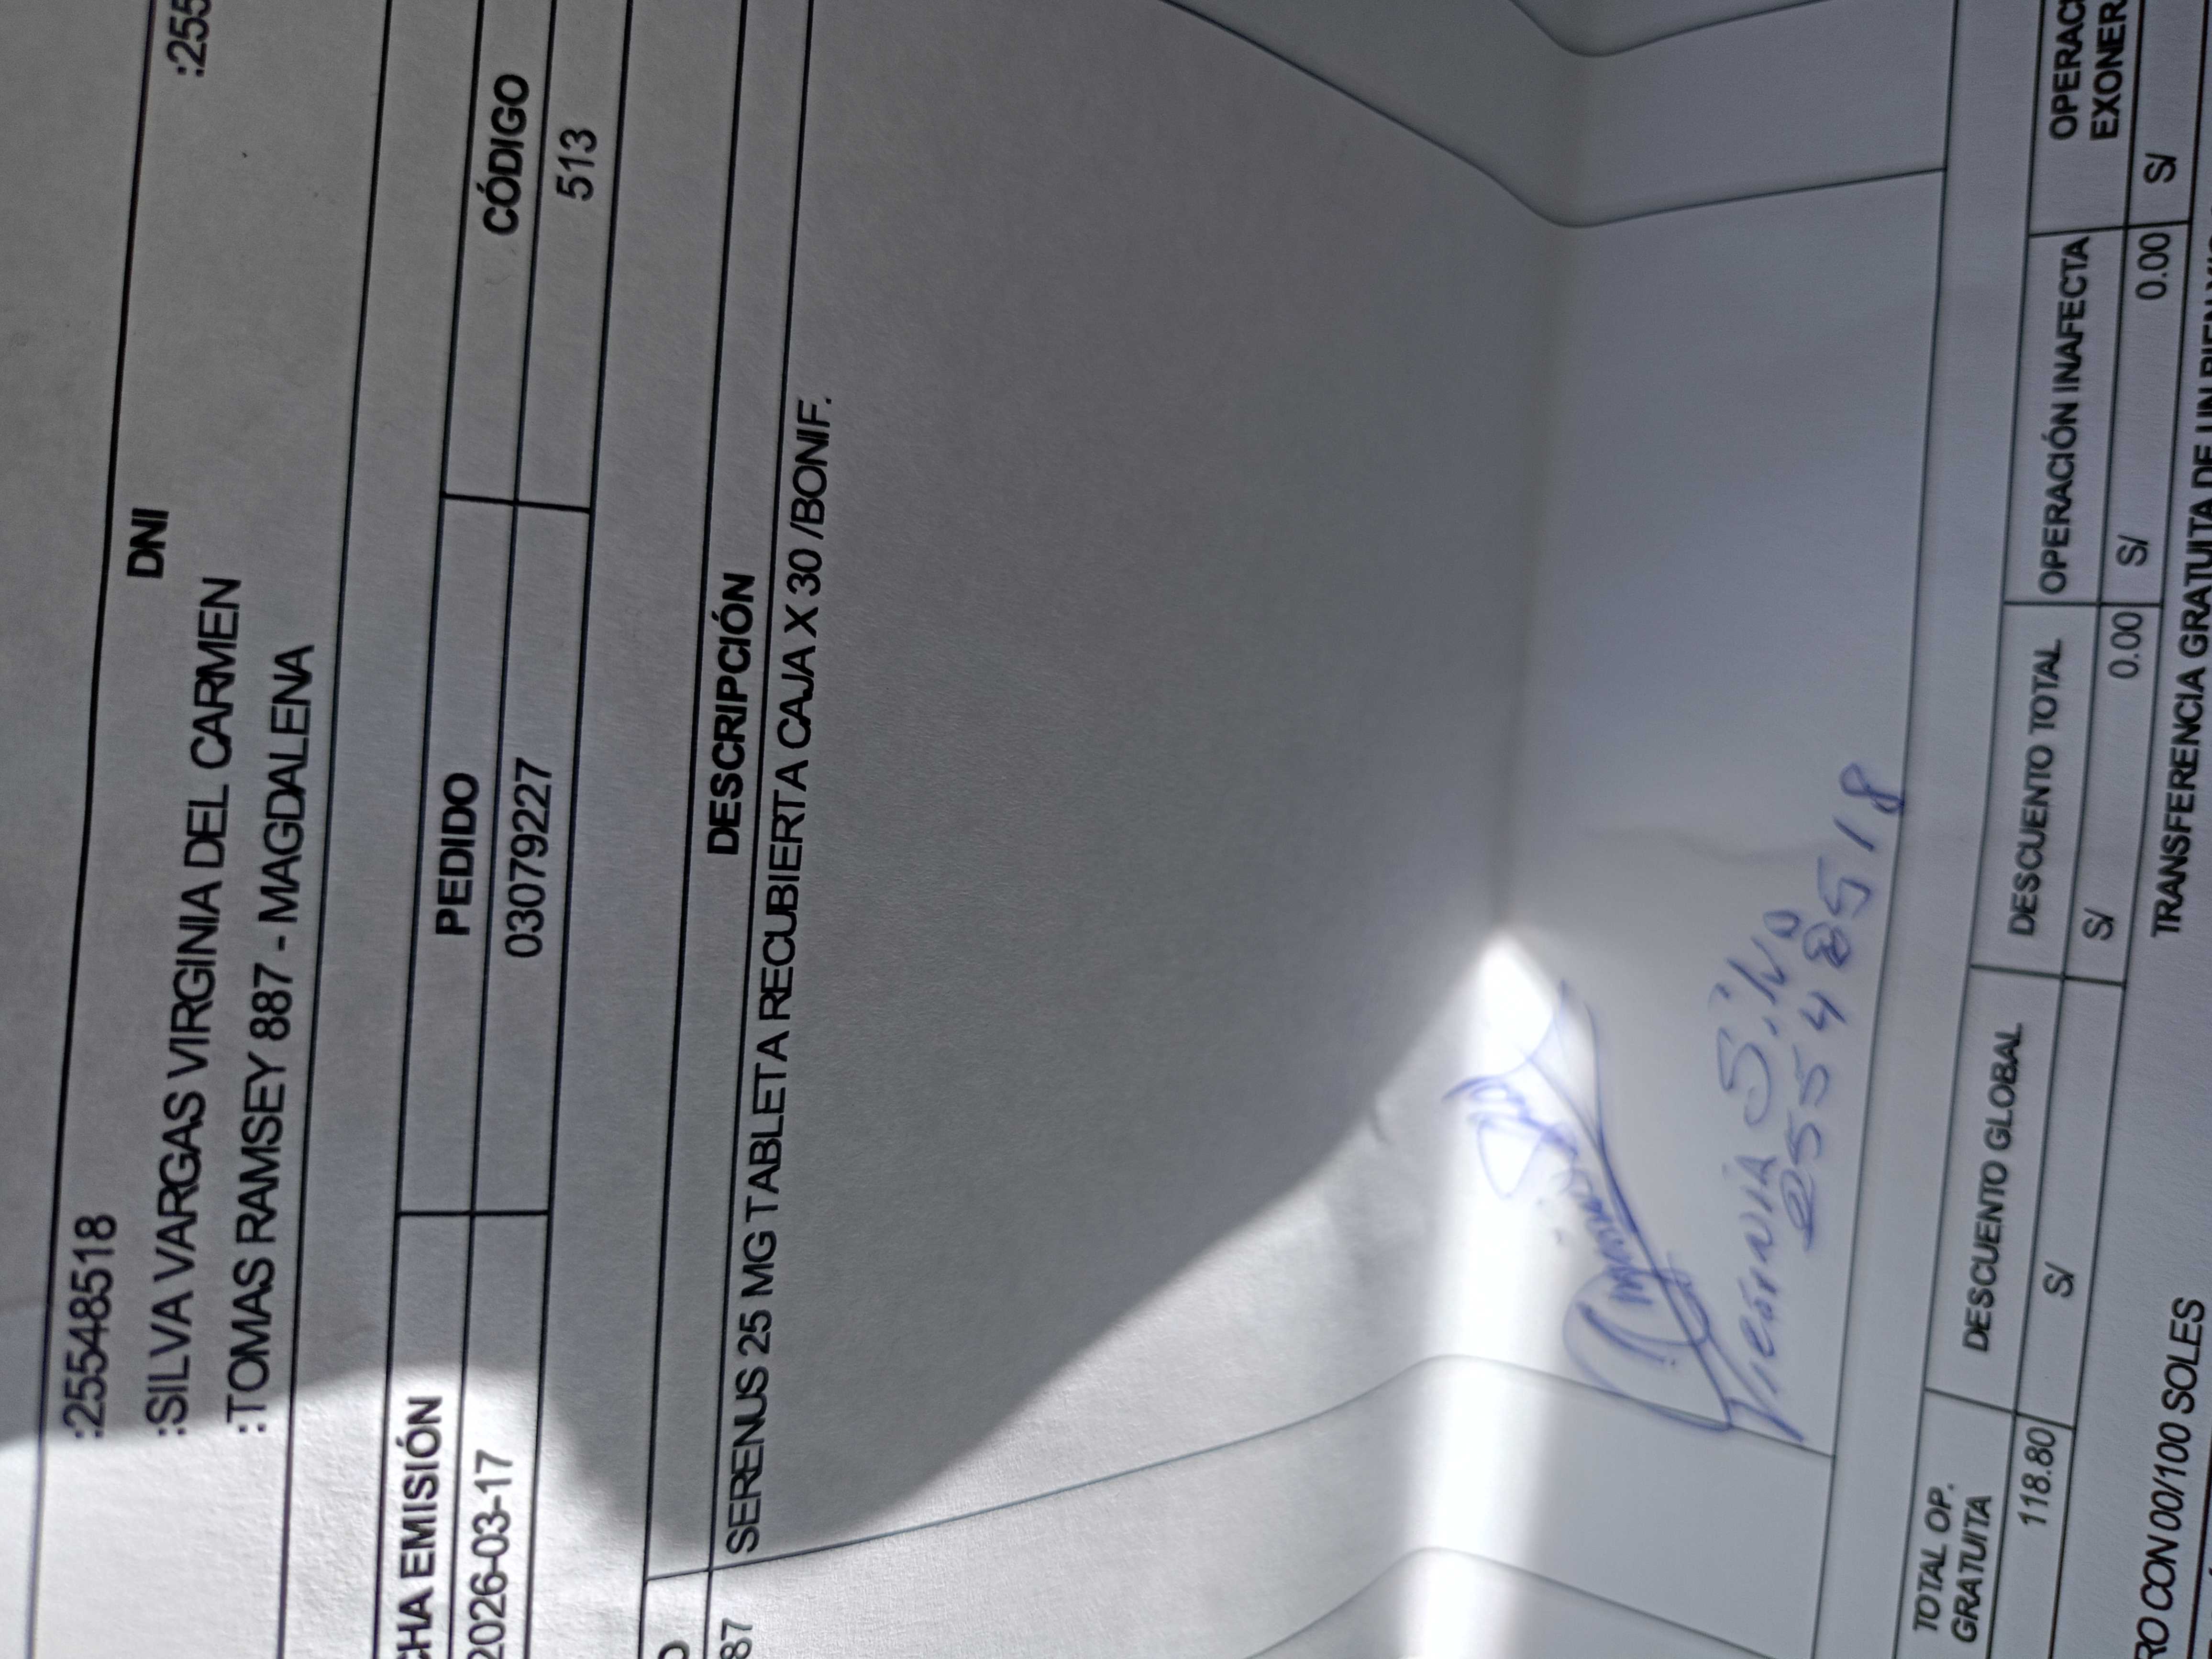 :25548518
DNI :255
:SILVA VARGAS VIRGINIA DEL CARMEN
:TOMAS RAMSEY 887 - MAGDALENA
CHA EMISIÓN PEDIDO CÓDIGO
2026-03-17 03079227 513
DESCRIPCIÓN
87 SERENUS 25 MG TABLETA RECUBIERTA CAJA X 30 /BONIF.
Virginia Silva
25548518
TOTAL OP. GRATUITA DESCUENTO GLOBAL DESCUENTO TOTAL OPERACIÓN INAFECTA OPERAC EXONER
118.80 S/ S/ 0.00 S/ 0.00 S/
RO CON 00/100 SOLES
TRANSFERENCIA GRATUITA DE UN BIEN